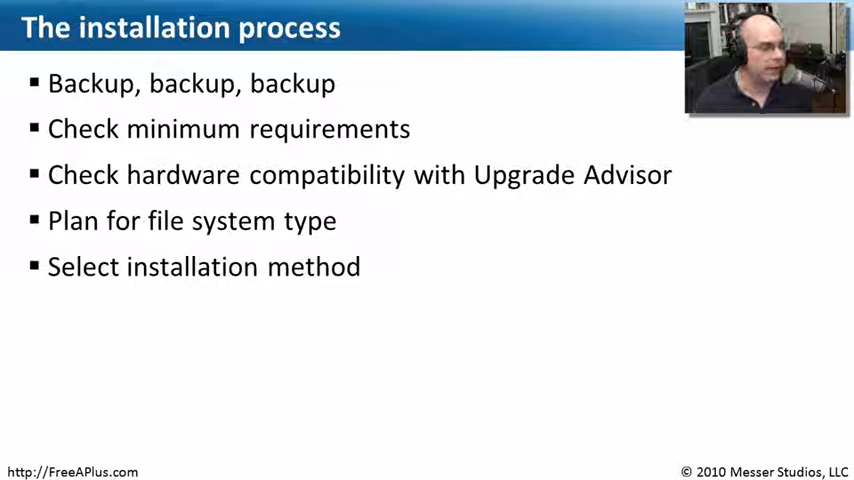 The installation process
Backup, backup, backup
Check minimum requirements
Check hardware compatibility with Upgrade Advisor
Plan for file system type
Select installation method
http://FreeAPlus.com
© 2010 Messer Studios, LLC